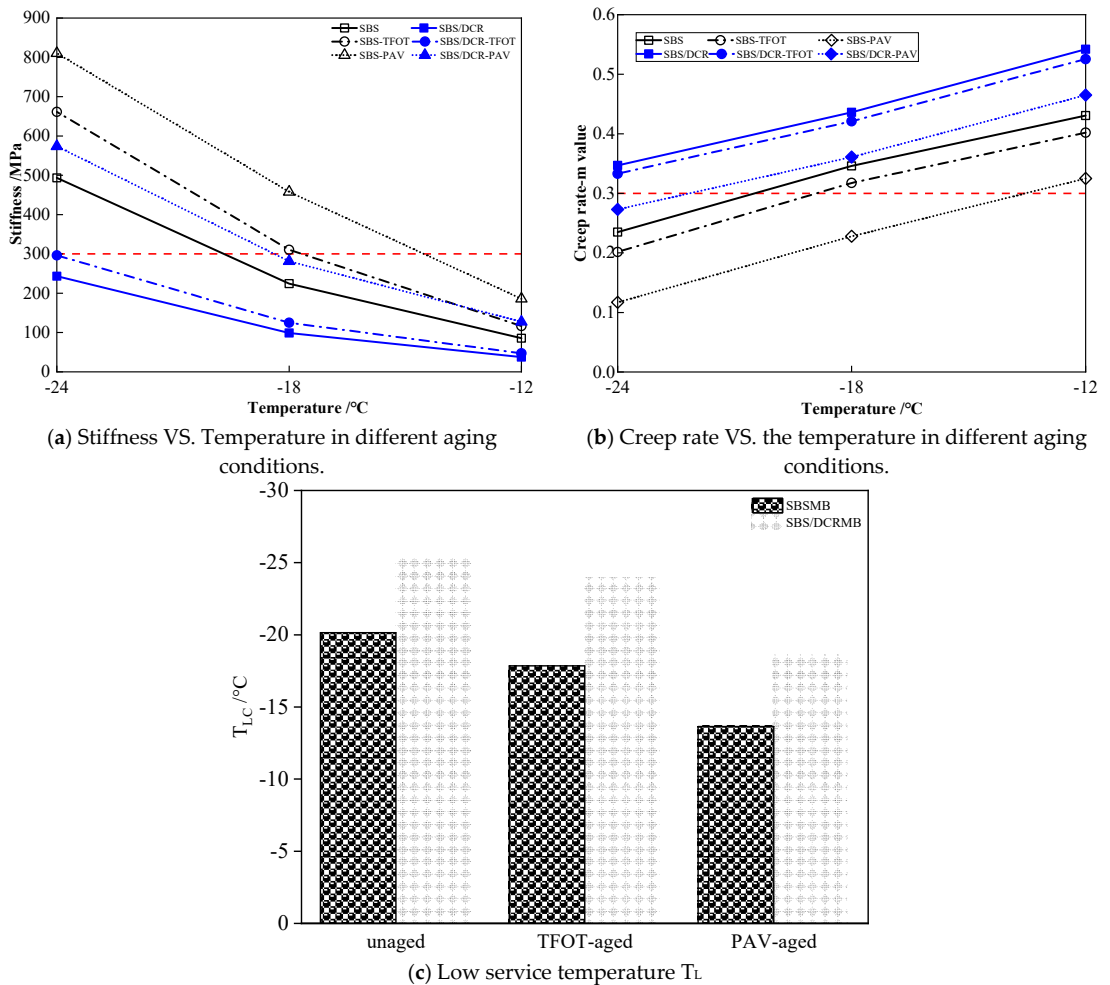 900
800
700
600
500
400
300
200
100
0
Stiffness /MPa
SBS
SBS/DCR
SBS-TFOT
SBS/DCR-TFOT
SBS-PAV
SBS/DCR-PAV
-24
-18
-12
Temperature /°C
(a) Stiffness VS. Temperature in different aging
conditions.
0.6
0.5
0.4
0.3
0.2
0.1
0.0
Creep rate-m value
SBS
SBS-TFOT
SBS-PAV
SBS/DCR
SBS/DCR-TFOT
SBS/DCR-PAV
-24
-18
-12
Temperature /°C
(b) Creep rate VS. the temperature in different aging
conditions.
-30
-25
-20
-15
-10
-5
0
TLC /°C
SBSMB
SBS/DCRMB
unaged
TFOT-aged
PAV-aged
(c) Low service temperature TL